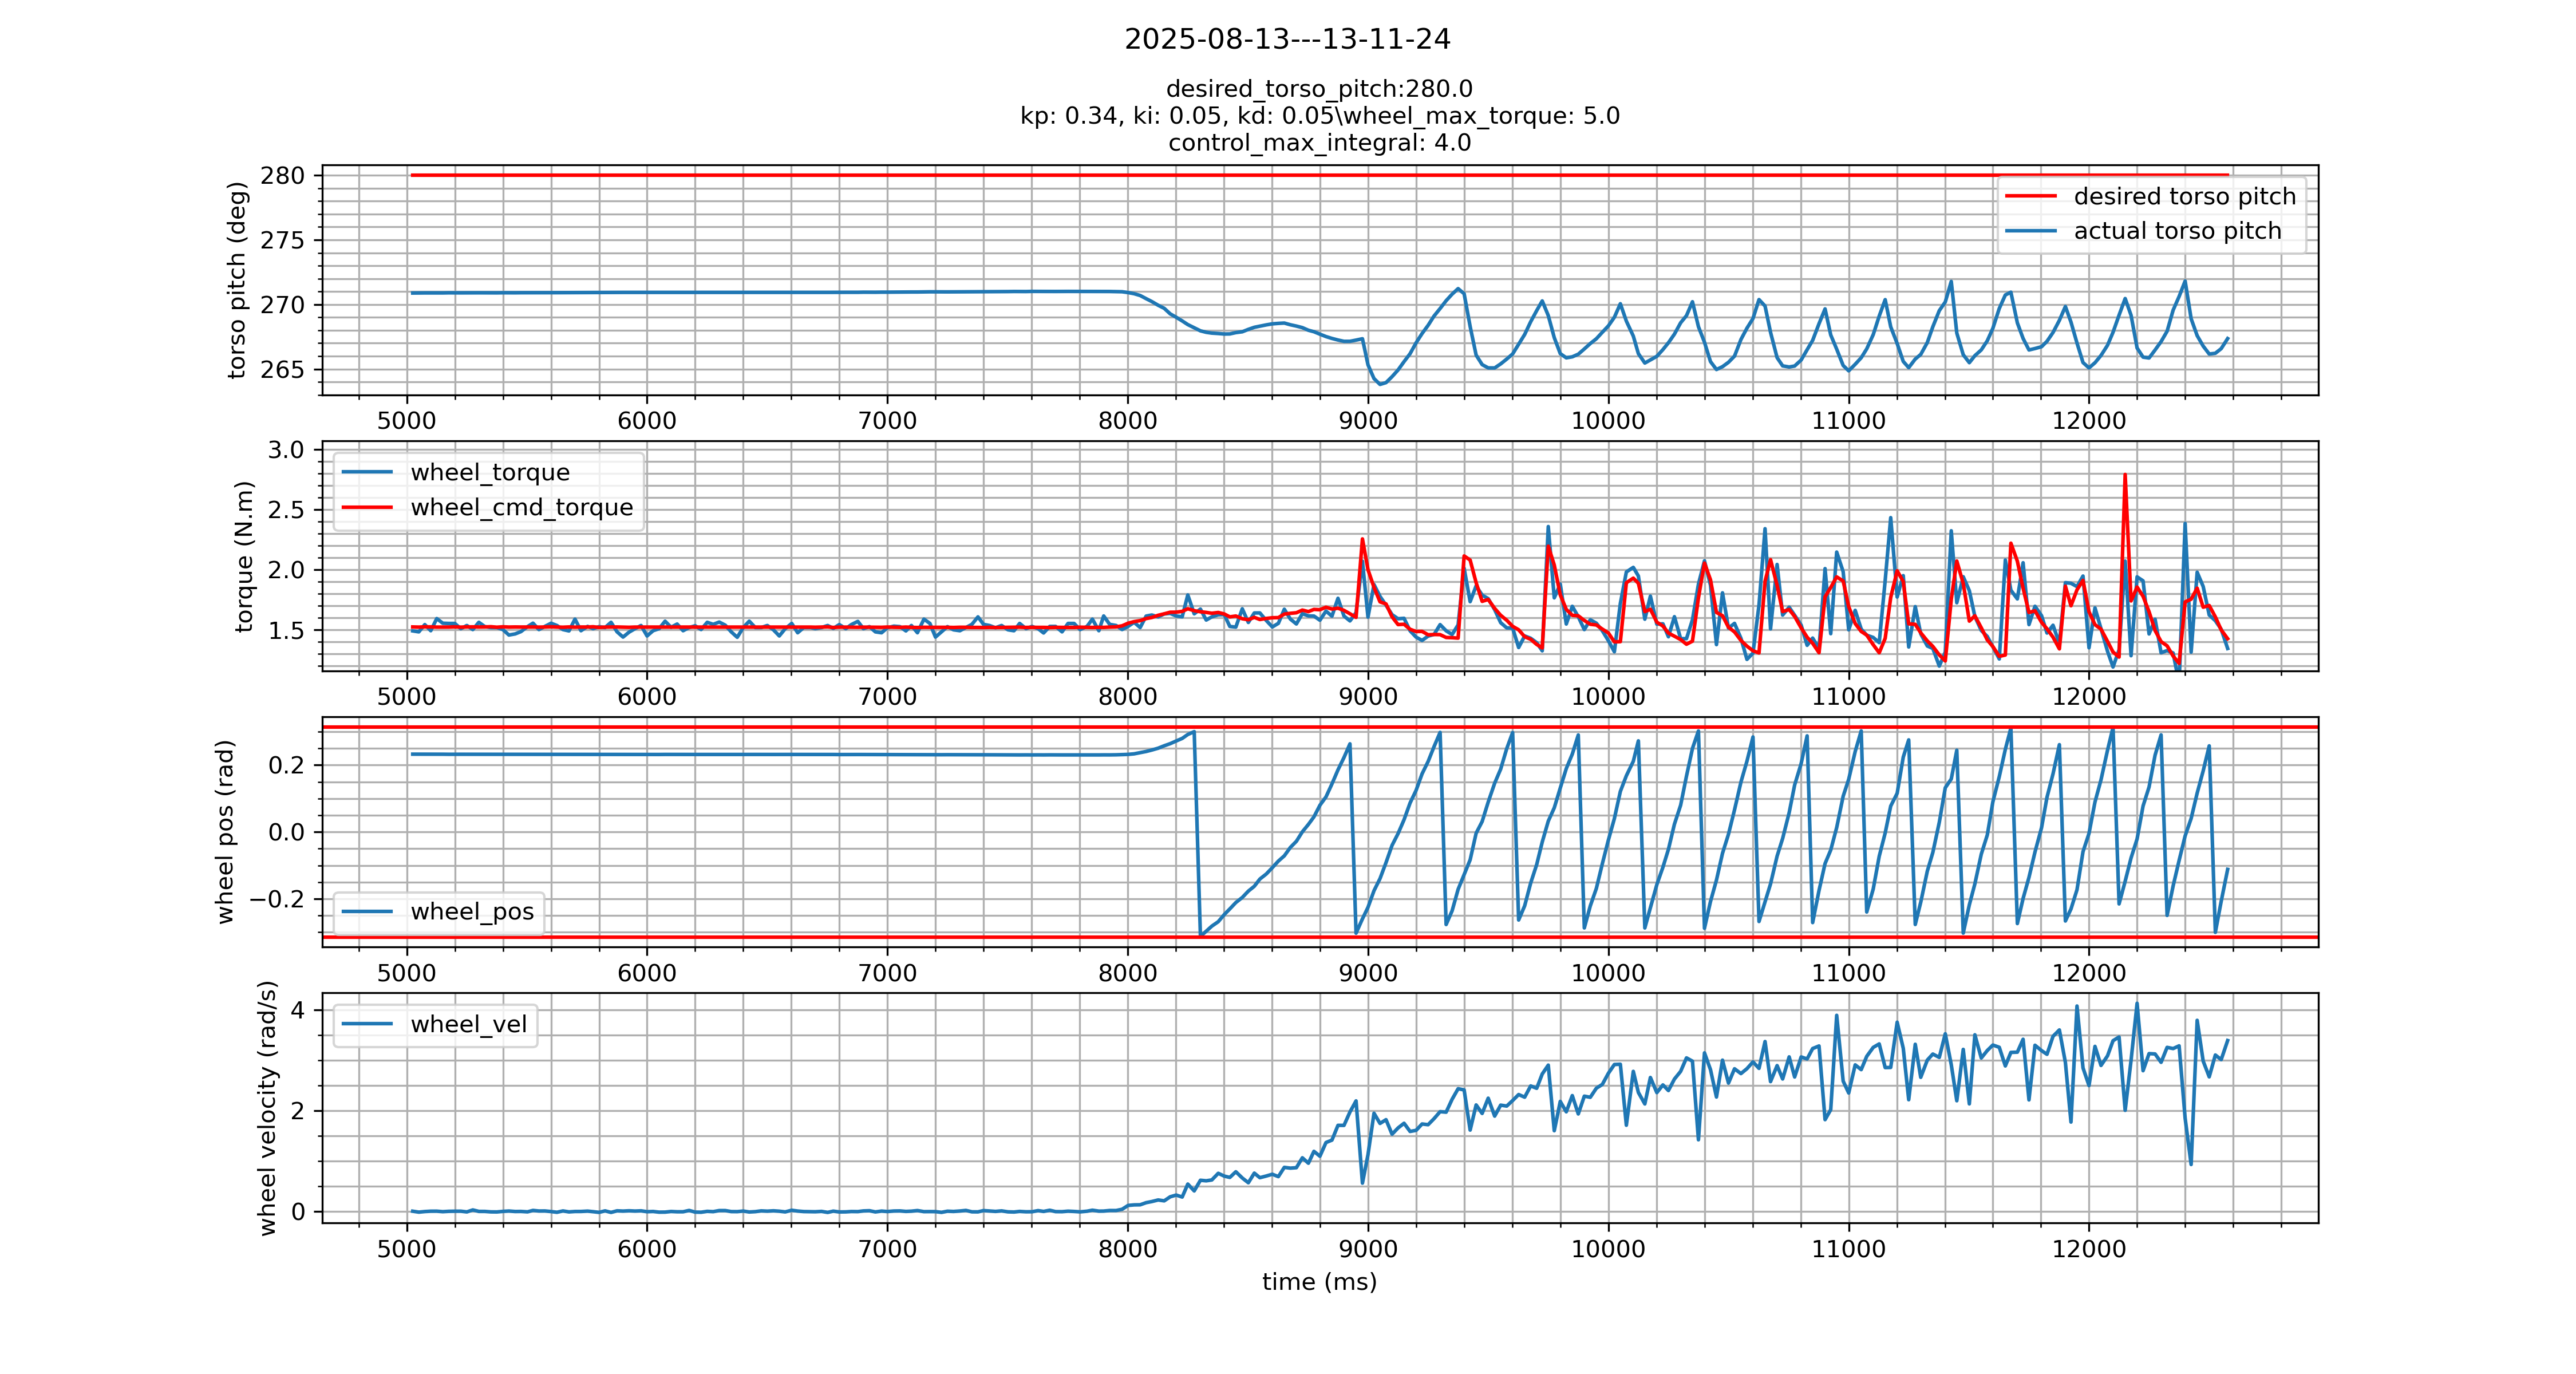 2025-08-13---13-11-24
desired_torso_pitch:280.0
kp: 0.34, ki: 0.05, kd: 0.05\wheel_max_torque: 5.0
control_max_integral: 4.0
torso pitch (deg)
280
275
270
265
desired torso pitch
actual torso pitch
5000 6000 7000 8000 9000 10000 11000 12000
torque (N.m)
3.0
2.5
2.0
1.5
wheel_torque
wheel_cmd_torque
5000 6000 7000 8000 9000 10000 11000 12000
wheel pos (rad)
0.2
0.0
−0.2
wheel_pos
5000 6000 7000 8000 9000 10000 11000 12000
wheel velocity (rad/s)
4
2
0
wheel_vel
5000 6000 7000 8000 9000 10000 11000 12000
time (ms)